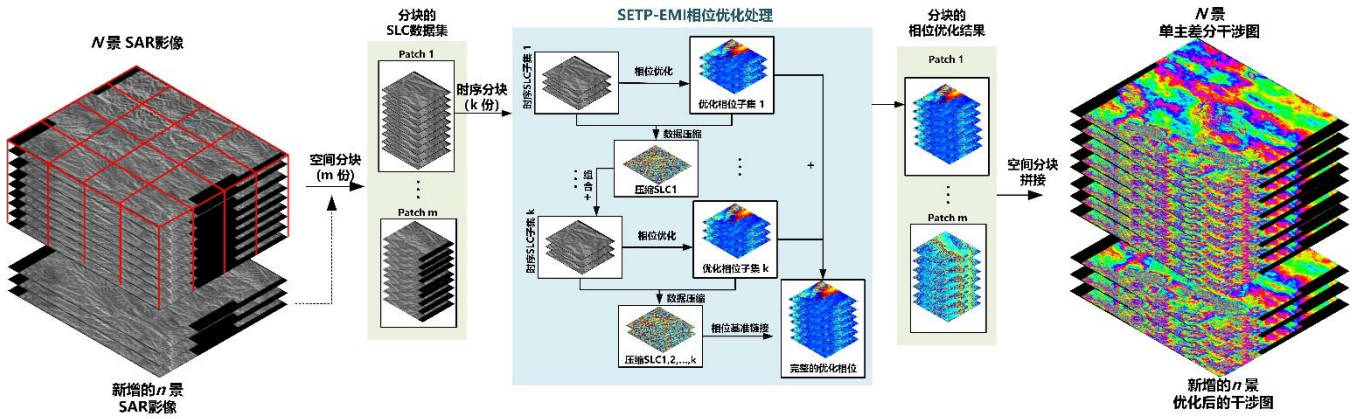 N 景 SAR影像
新增的n 景
SAR影像
空间分块
(m 份)
分块的
SLC数据集
Patch 1
Patch m
时序分块
(k 份)
SETP-EMI相位优化处理
时序SLC子集 1
相位优化
优化相位子集 1
数据压缩
压缩SLC1
组合+
时序SLC子集 k
相位优化
优化相位子集 k
+
数据压缩
压缩SLC1,2,...,k
相位基准链接
完整的优化相位
分块的
相位优化结果
Patch 1
Patch m
空间分块
拼接
N 景
单主差分干涉图
新增的n 景
优化后的干涉图